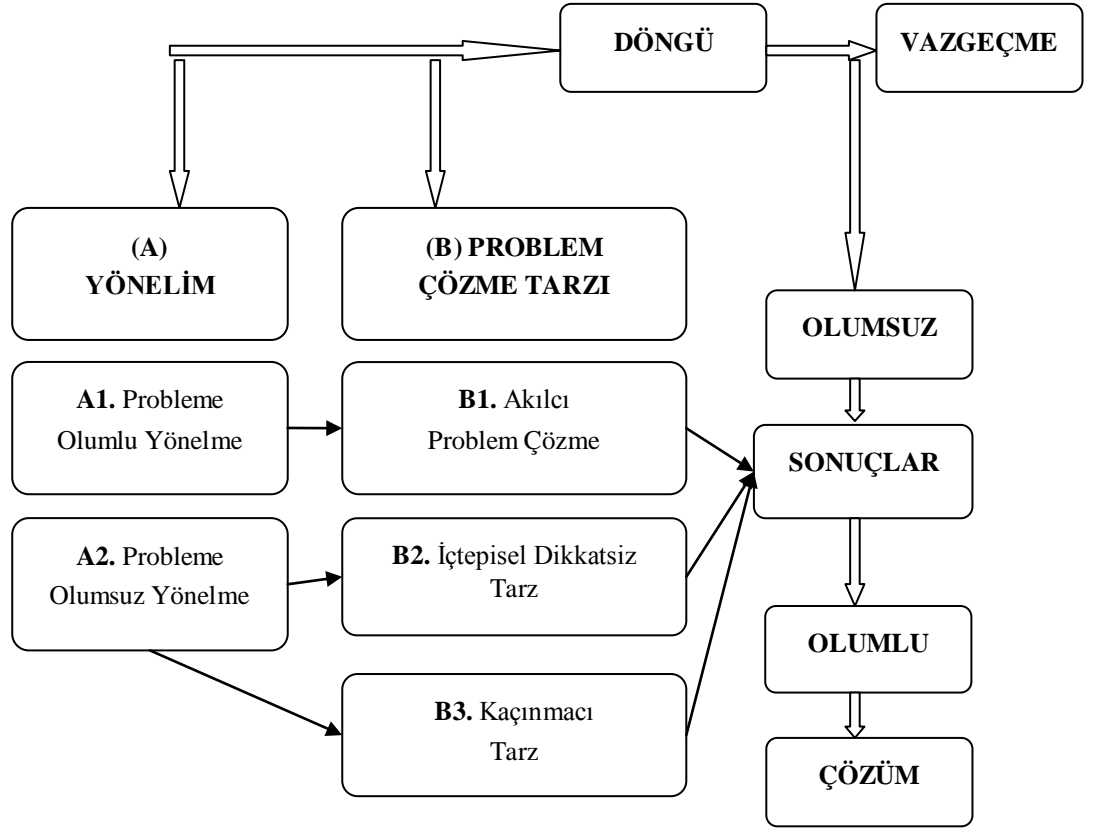 DÖNGÜ
VAZGEÇME
(A)
YÖNELİM
(B) PROBLEM
ÇÖZME TARZI
OLUMSUZ
A1. Probleme
Olumlu Yönelme
B1. Akılcı
Problem Çözme
SONUÇLAR
A2. Probleme
Olumsuz Yönelme
B2. İçtepisel Dikkatsiz
Tarz
OLUMLU
B3. Kaçınmacı
Tarz
ÇÖZÜM